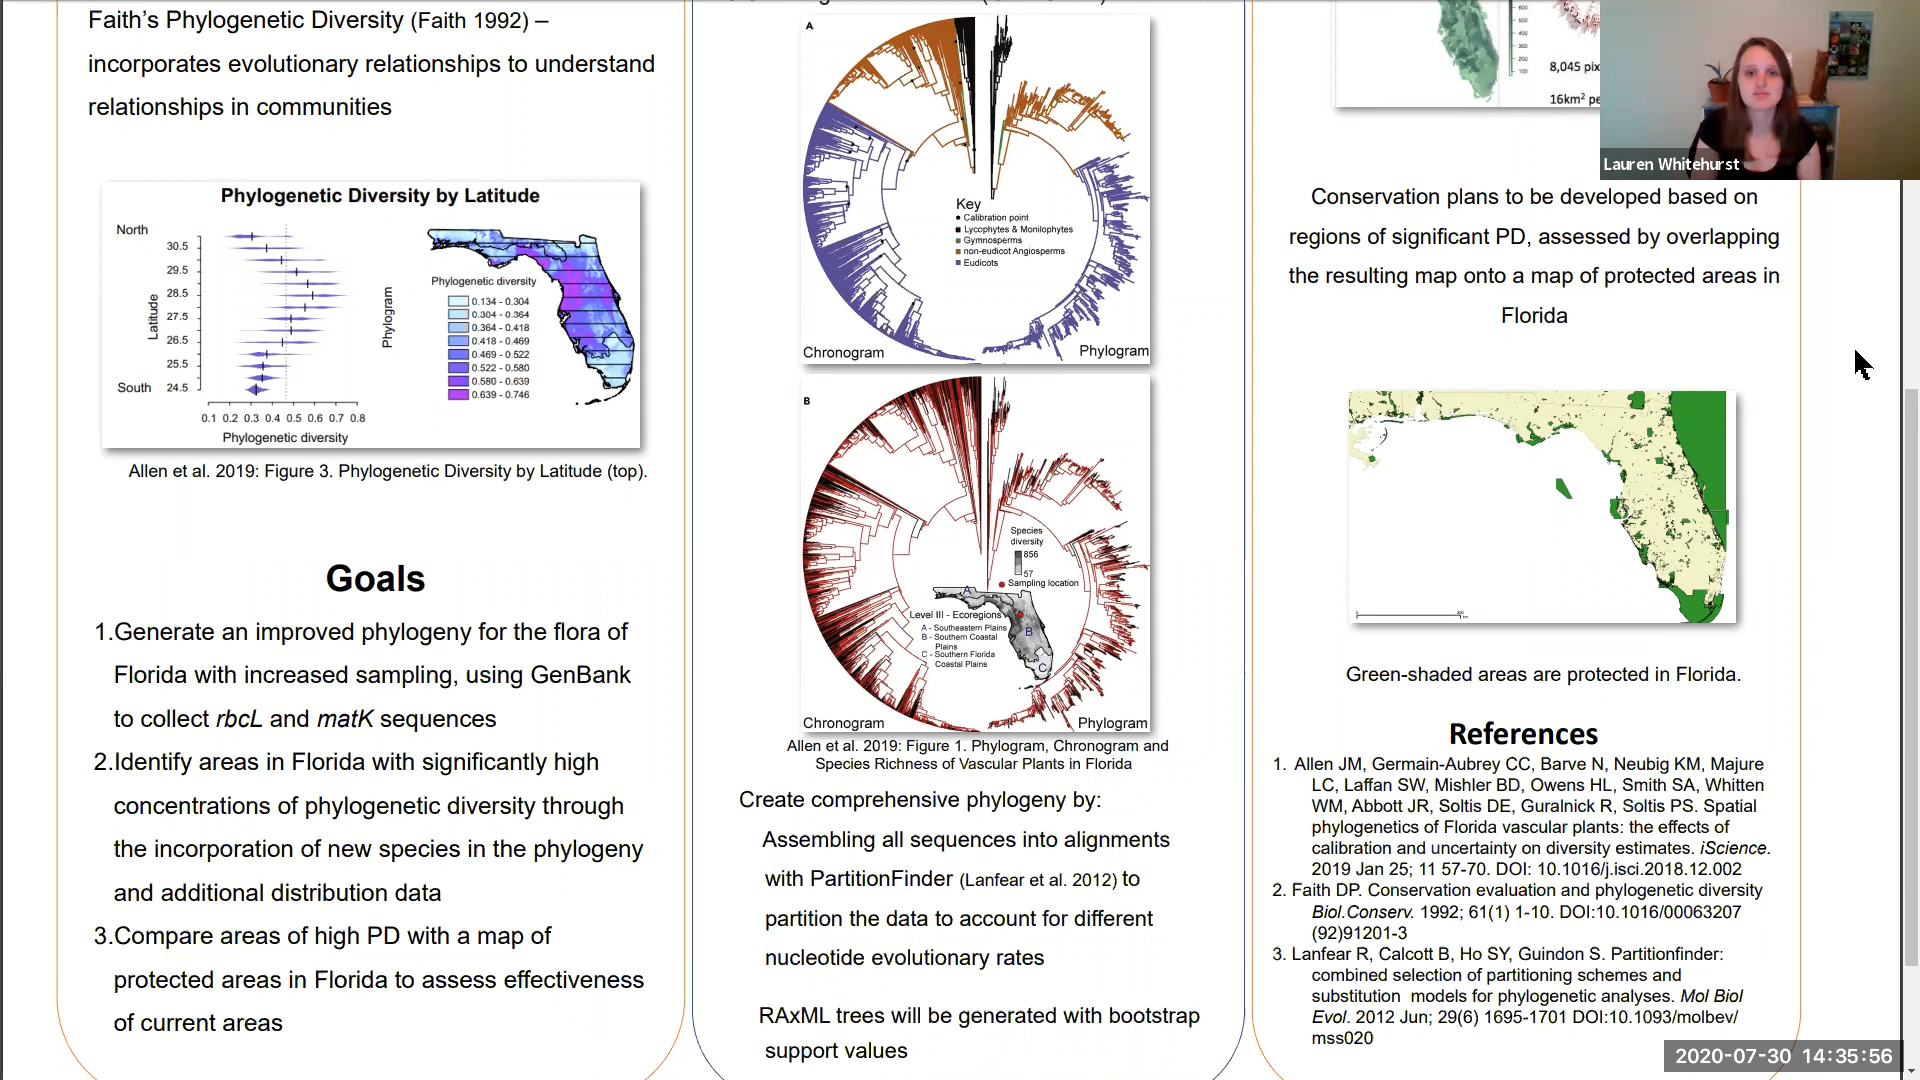 Faith's Phylogenetic Diversity (Faith 1992) –
incorporates evolutionary relationships to understand
relationships in communities
Phylogenetic Diversity by Latitude
North
30.5
29.5
28.5
27.5
26.5
25.5
24.5
South
Latitude
0.1 0.2 0.3 0.4 0.5 0.6 0.7 0.8
Phylogenetic diversity
Phylogram
Phylogenetic diversity
0.134 - 0.304
0.304 - 0.364
0.364 - 0.418
0.418 - 0.469
0.469 - 0.522
0.522 - 0.580
0.580 - 0.639
0.639 - 0.746
Allen et al. 2019: Figure 3. Phylogenetic Diversity by Latitude (top).
Goals
1.Generate an improved phylogeny for the flora of
Florida with increased sampling, using GenBank
to collect rbcL and matK sequences
2.Identify areas in Florida with significantly high
concentrations of phylogenetic diversity through
the incorporation of new species in the phylogeny
and additional distribution data
3.Compare areas of high PD with a map of
protected areas in Florida to assess effectiveness
of current areas
A
Key
Calibration point
Lycophytes & Monilophytes
Gymnosperms
non-eudicot Angiosperms
Eudicots
Chronogram
Phylogram
B
Species
diversity
856
57
Sampling location
Level III - Ecoregions
A - Southeastern Plains
B - Southern Coastal
Plains
C - Southern Florida
Coastal Plains
A
B
C
Chronogram
Phylogram
Allen et al. 2019: Figure 1. Phylogram, Chronogram and
Species Richness of Vascular Plants in Florida
Create comprehensive phylogeny by:
Assembling all sequences into alignments
with PartitionFinder (Lanfear et al. 2012) to
partition the data to account for different
nucleotide evolutionary rates
RAxML trees will be generated with bootstrap
support values
500
400
300
200
100
8,045 pix
16km² pe
Lauren Whitehurst
Conservation plans to be developed based on
regions of significant PD, assessed by overlapping
the resulting map onto a map of protected areas in
Florida
Green-shaded areas are protected in Florida.
References
1. Allen JM, Germain-Aubrey CC, Barve N, Neubig KM, Majure
LC, Laffan SW, Mishler BD, Owens HL, Smith SA, Whitten
WM, Abbott JR, Soltis DE, Guralnick R, Soltis PS. Spatial
phylogenetics of Florida vascular plants: the effects of
calibration and uncertainty on diversity estimates. iScience.
2019 Jan 25; 11 57-70. DOI: 10.1016/j.isci.2018.12.002
2. Faith DP. Conservation evaluation and phylogenetic diversity
Biol.Conserv. 1992; 61(1) 1-10. DOI:10.1016/00063207
(92)91201-3
3. Lanfear R, Calcott B, Ho SY, Guindon S. Partitionfinder:
combined selection of partitioning schemes and
substitution models for phylogenetic analyses. Mol Biol
Evol. 2012 Jun; 29(6) 1695-1701 DOI:10.1093/molbev/
mss020
2020-07-30 14:35:56